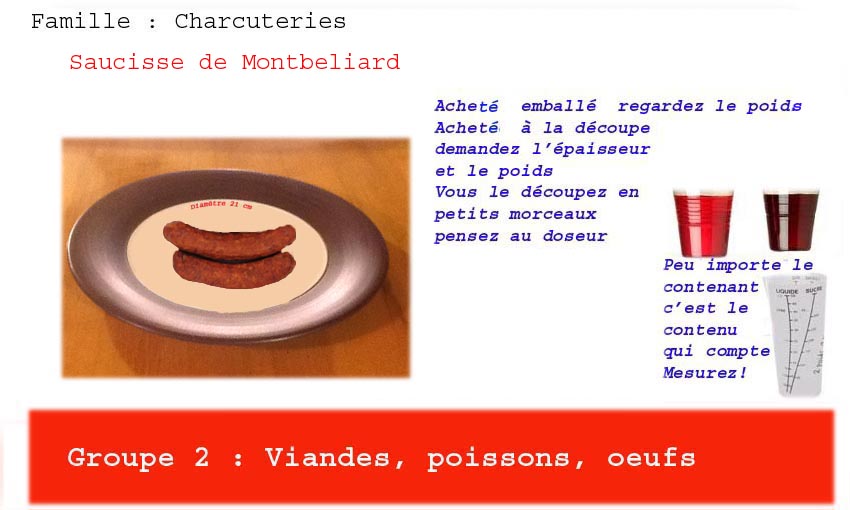 Famille : Charcuteries
Saucisse de Montbeliard
Acheté emballé regardez le poids
Acheté à la découpe
demandez l'épaisseur
et le poids
Vous le découpez en
petits morceaux
pensez au doseur
Diamètre 21 cm
Peu importe le
contenant
c'est le
contenu
qui compte
Mesurez!
LIQUIDE SUCRE
Groupe 2 : Viandes, poissons, oeufs